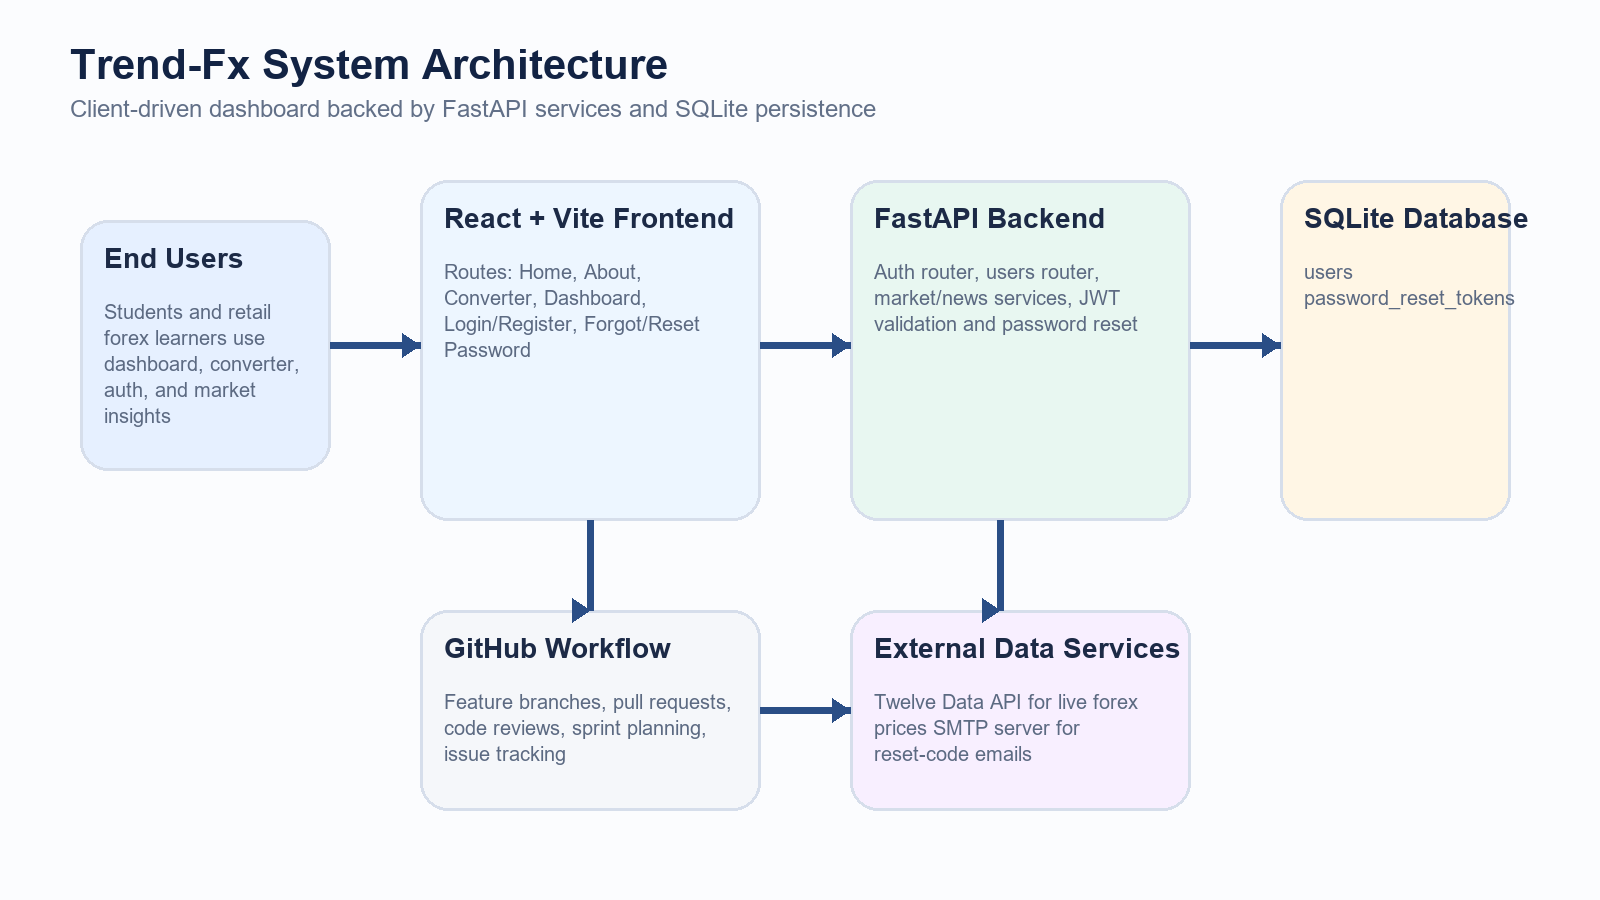 Trend-Fx System Architecture
Client-driven dashboard backed by FastAPI services and SQLite persistence
End Users
Students and retail
forex learners use
dashboard, converter,
auth, and market
insights
React + Vite Frontend
Routes: Home, About,
Converter, Dashboard,
Login/Register, Forgot/Reset
Password
FastAPI Backend
Auth router, users router,
market/news services, JWT
validation and password reset
SQLite Database
users
password_reset_tokens
GitHub Workflow
Feature branches, pull requests,
code reviews, sprint planning,
issue tracking
External Data Services
Twelve Data API for live forex
prices SMTP server for
reset-code emails